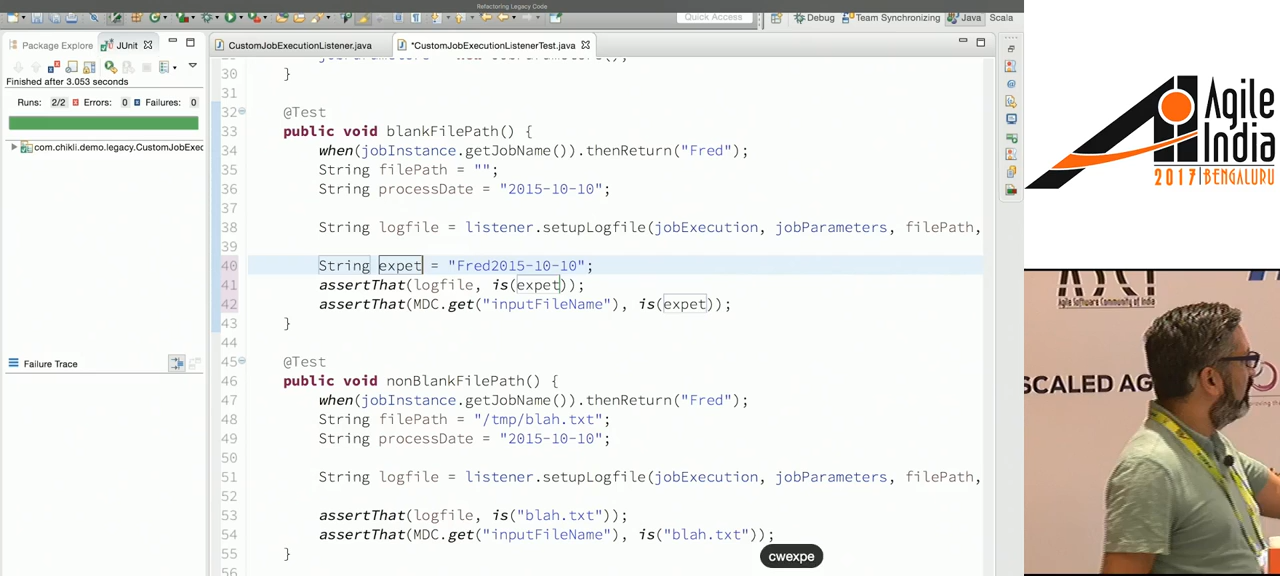 Refactoring Legacy Code
Quick Access
Debug
Team Synchronizing
Java
Scala
Package Explorer
JUnit
CustomJobExecutionListener.java
*CustomJobExecutionListenerTest.java
Finished after 3.053 seconds
Runs: 2/2
Errors: 0
Failures: 0
com.chikli.demo.legacy.CustomJobExec
Failure Trace
30 }
31
32 @Test
33 public void blankFilePath() {
34 when(jobInstance.getJobName()).thenReturn("Fred");
35 String filePath = "";
36 String processDate = "2015-10-10";
37
38 String logfile = listener.setupLogfile(jobExecution, jobParameters, filePath,
39
40 String expet = "Fred2015-10-10";
41 assertThat(logfile, is(expet));
42 assertThat(MDC.get("inputFileName"), is(expet));
43 }
44
45 @Test
46 public void nonBlankFilePath() {
47 when(jobInstance.getJobName()).thenReturn("Fred");
48 String filePath = "/tmp/blah.txt";
49 String processDate = "2015-10-10";
50
51 String logfile = listener.setupLogfile(jobExecution, jobParameters, filePath,
52
53 assertThat(logfile, is("blah.txt"));
54 assertThat(MDC.get("inputFileName"), is("blah.txt"));
55 }
56
cwexpe
Agile
India
2017 | BENGALURU
Agile Software Community of India
SCALED AG